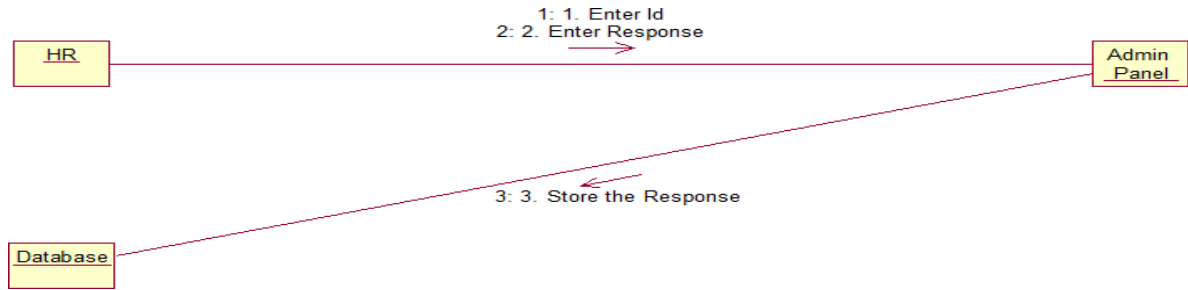 1: 1. Enter Id
2: 2. Enter Response
HR
Admin
Panel
3: 3. Store the Response
Database